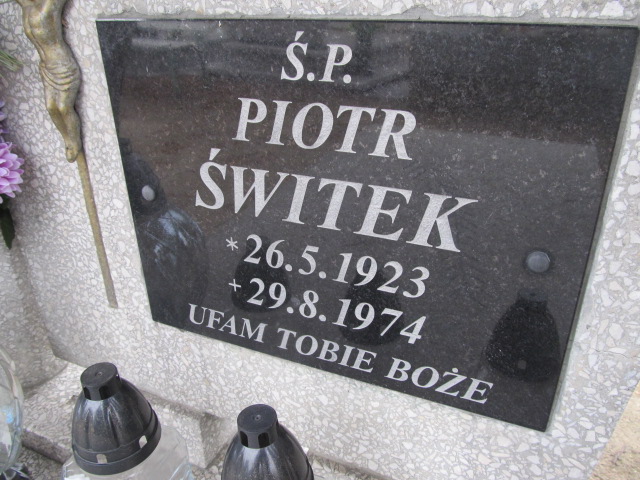 Ś.P.
PIOTR
ŚWITEK
* 26.5.1923
+ 29.8.1974
UFAM TOBIE BOŻE